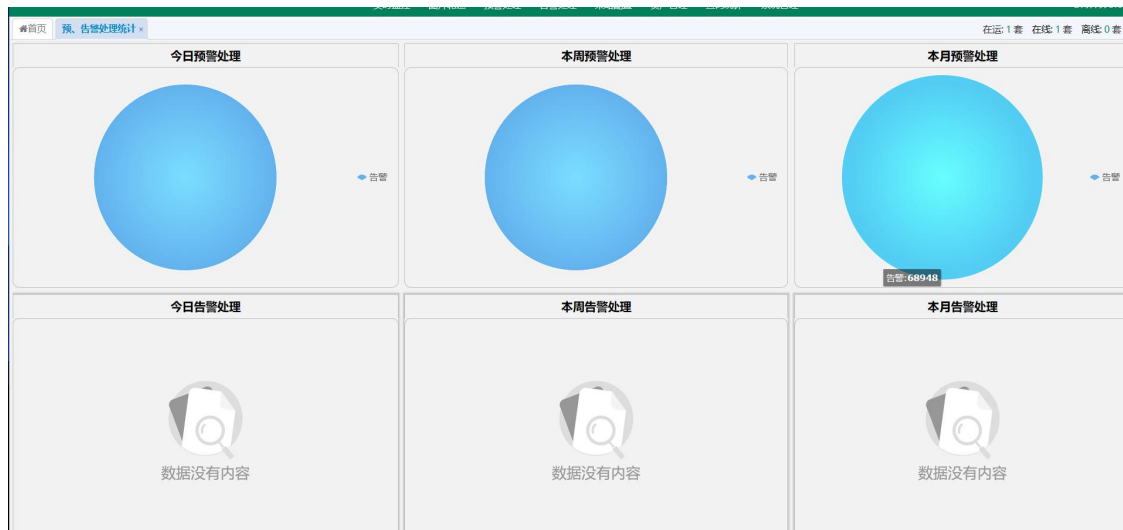 首页 预、告警处理统计 × 在运: 1 套 在线: 1 套 离线: 0 套
今日预警处理 本周预警处理 本月预警处理
告警 告警 告警
告警:68948
今日告警处理 本周告警处理 本月告警处理
数据没有内容 数据没有内容 数据没有内容